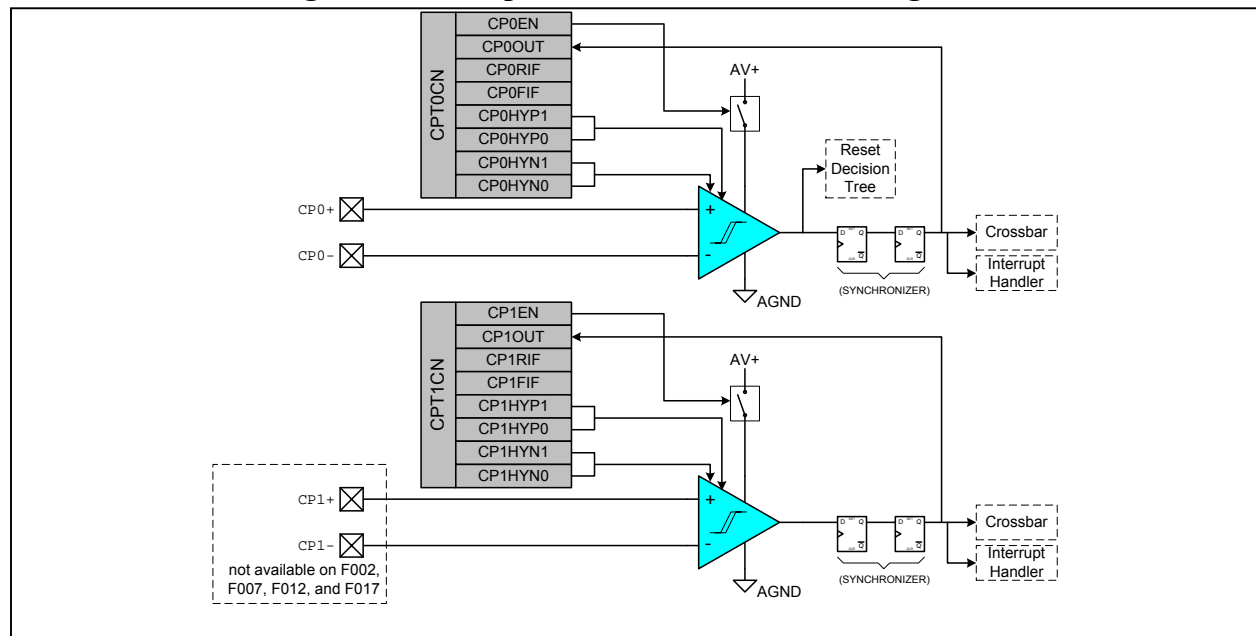 CPT0CN
CP0EN
CP0OUT
CP0RIF
CP0FIF
CP0HYP1
CP0HYP0
CP0HYN1
CP0HYN0
AV+
Reset
Decision
Tree
CP0+
CP0-
+
-
AGND
D Q
Q
D Q
Q
(SYNCHRONIZER)
Crossbar
Interrupt
Handler
CPT1CN
CP1EN
CP1OUT
CP1RIF
CP1FIF
CP1HYP1
CP1HYP0
CP1HYN1
CP1HYN0
AV+
CP1+
CP1-
not available on F002,
F007, F012, and F017
+
-
AGND
D Q
Q
D Q
Q
(SYNCHRONIZER)
Crossbar
Interrupt
Handler